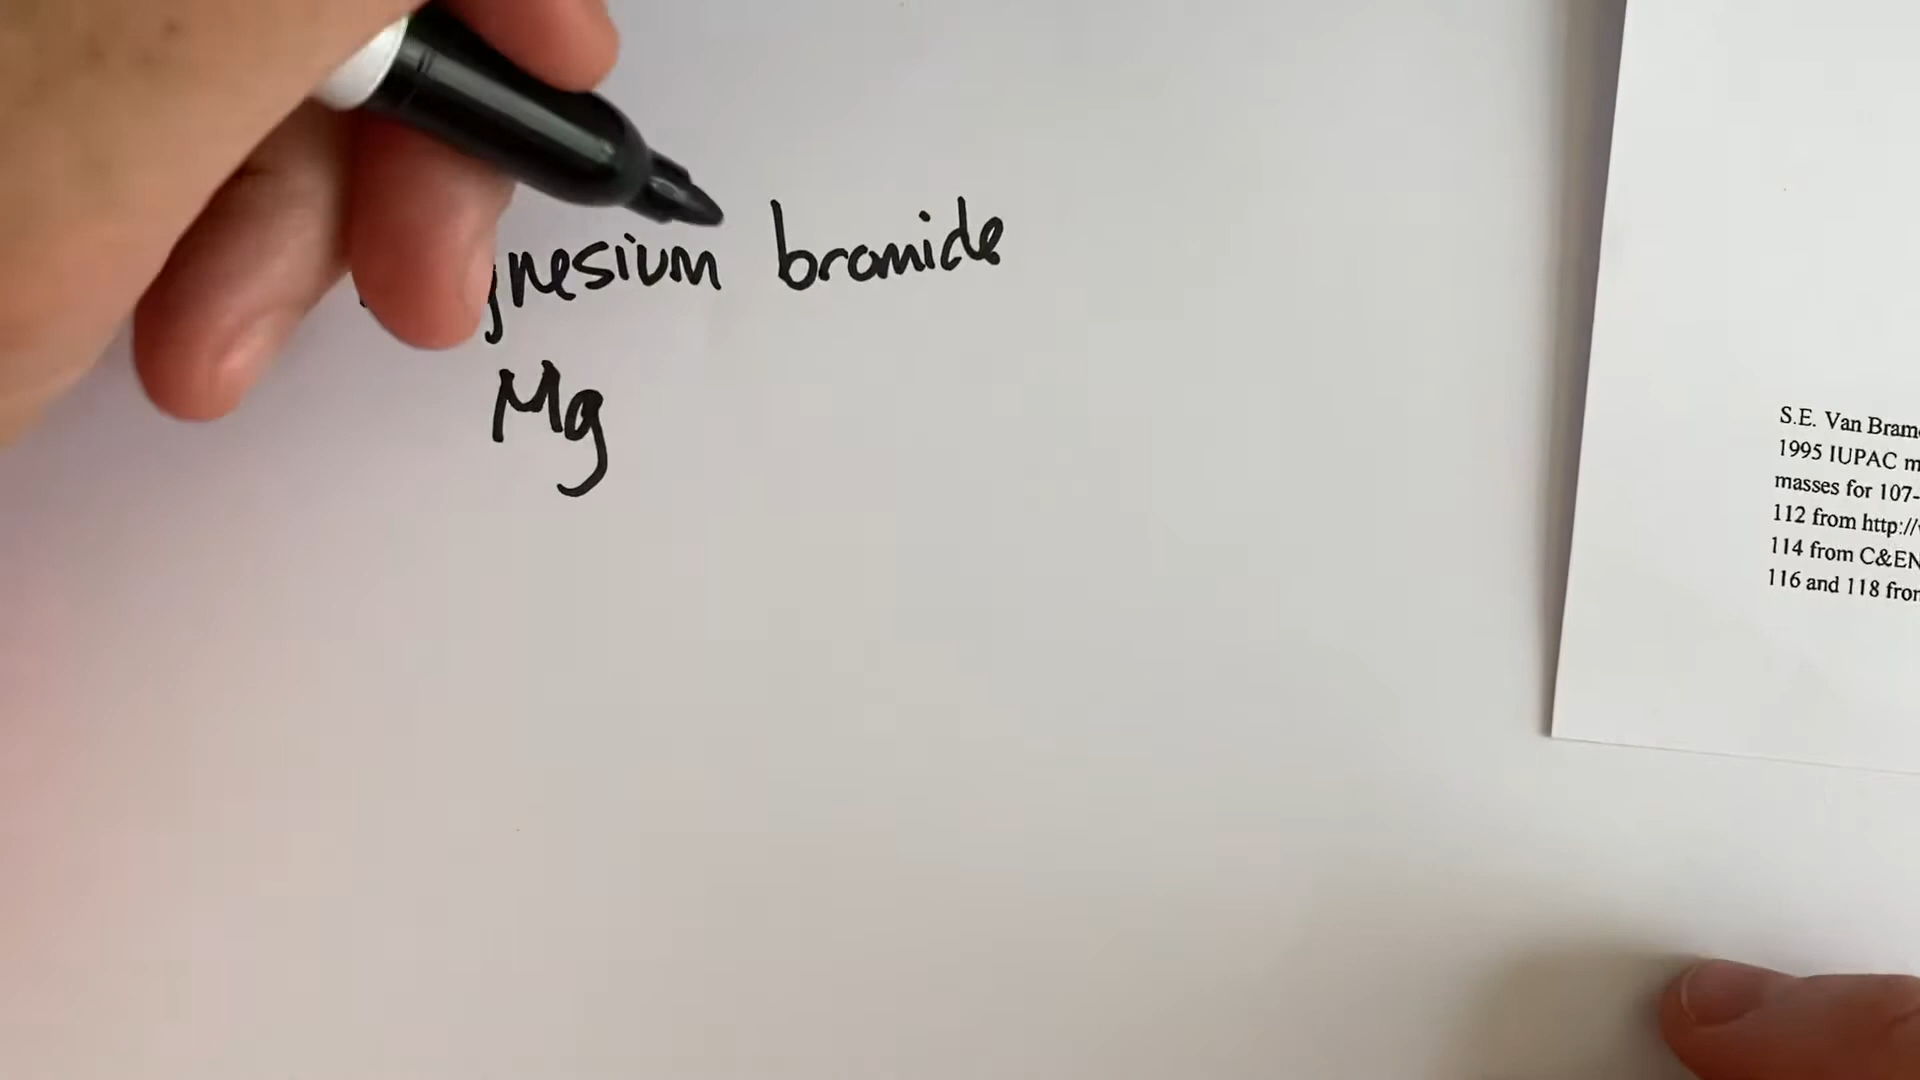 gnesium bromide
Mg
S.E. Van Bram
1995 IUPAC m
masses for 107-
112 from http://
114 from C&EN
116 and 118 from